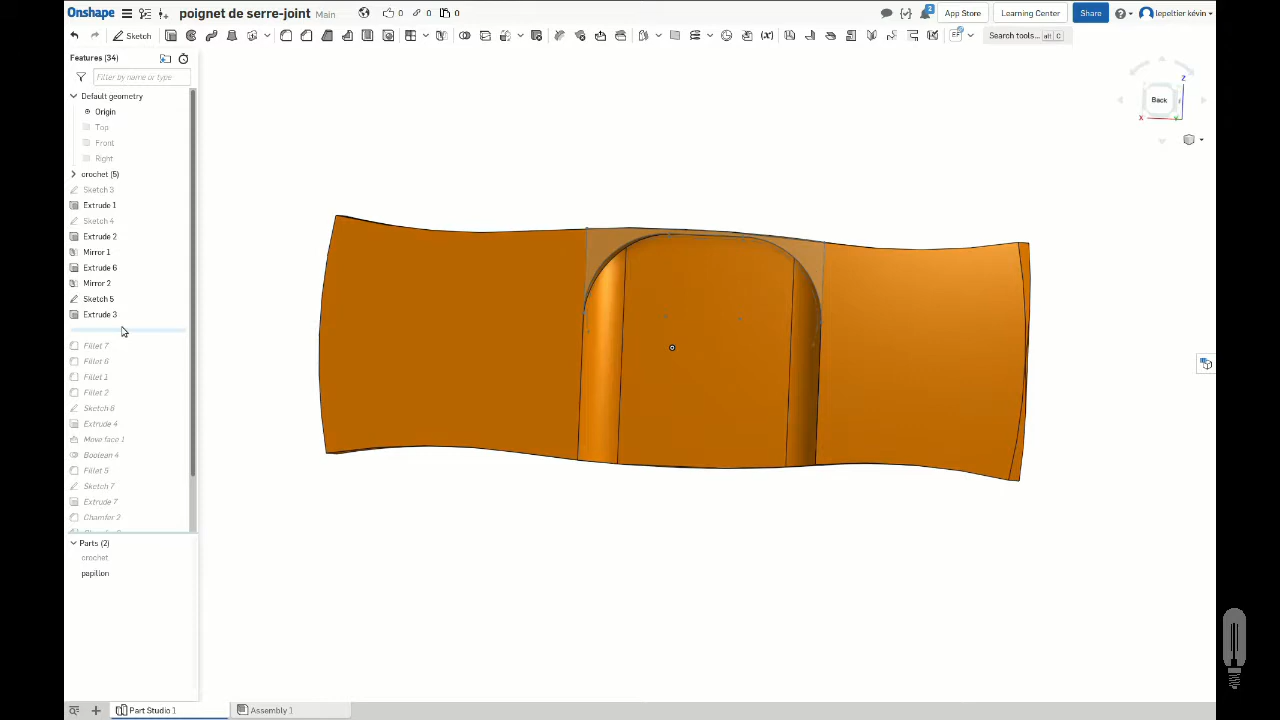 Onshape poignet de serre-joint Main 0 0 0 2 App Store Learning Center Share lepeltier kévin
Sketch Search tools... alt C
Features (34)
Filter by name or type
Default geometry
Origin
Top
Front
Right
crochet (5)
Sketch 3
Extrude 1
Sketch 4
Extrude 2
Mirror 1
Extrude 6
Mirror 2
Sketch 5
Extrude 3
Fillet 7
Fillet 6
Fillet 1
Fillet 2
Sketch 6
Extrude 4
Move face 1
Boolean 4
Fillet 5
Sketch 7
Extrude 7
Chamfer 2
Parts (2)
crochet
papillon
Z
Back
X
Part Studio 1 Assembly 1